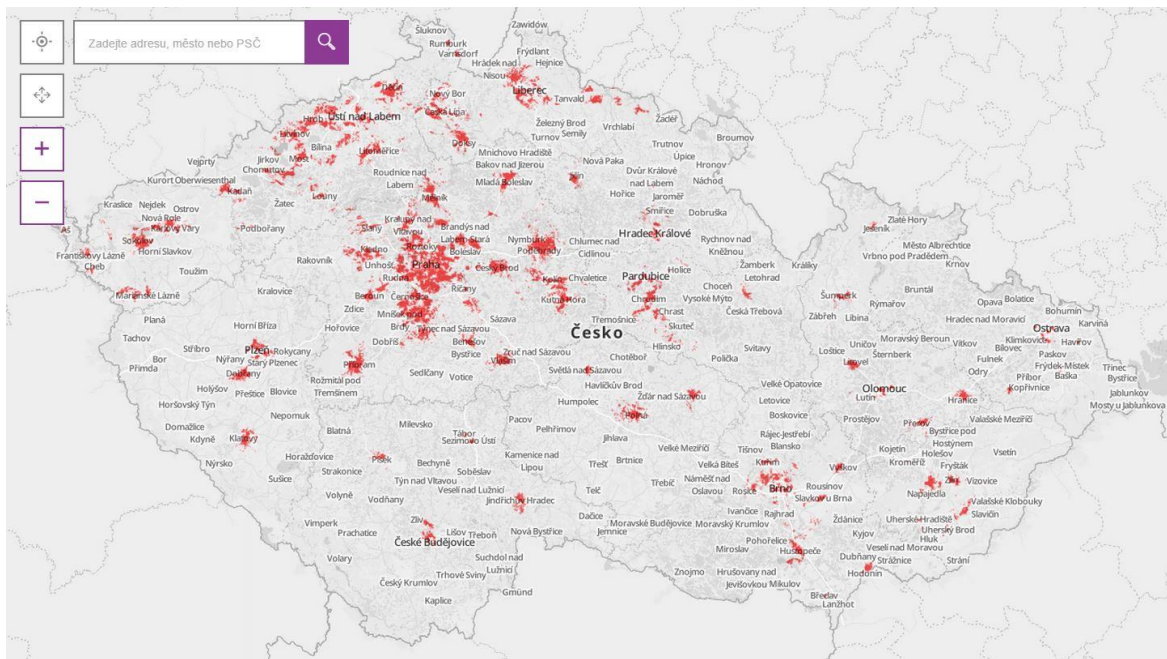 Zadejte adresu, město nebo PSČ
Zawidów
Šluknov
Rumburk
Varnsdorf
Frýdlant
Hrádek nad
Nisou
Hejnice
Liberec
Tanvald
Nový Bor
Česká Lípa
Děčín
Hrob
Ústí nad Labem
Litvínov
Bílina
Most
Jirkov
Chomutov
Litoměřice
Doksy
Železný Brod
Turnov
Semily
Vrchlabí
Žacléř
Trutnov
Broumov
Mnichovo Hradiště
Bakov nad Jizerou
Mladá Boleslav
Nová Paka
Jičín
Úpice
Hronov
Dvůr Králové
nad Labem
Náchod
Hořice
Jaroměř
Smiřice
Dobruška
Vejprty
Kurort Oberwiesenthal
Kadaň
Žatec
Louny
Roudnice nad
Labem
Mělník
Kraslice
Nejdek
Ostrov
Nová Role
Karlovy Vary
Aš
Sokolov
Horní Slavkov
Františkovy Lázně
Cheb
Toužim
Mariánské Lázně
Podbořany
Rakovník
Slaný
Kralupy nad
Vltavou
Brandýs nad
Labem-Stará
Boleslav
Kladno
Roztoky
Unhošť
Praha
Rudná
Říčany
Český Brod
Nymburk
Poděbrady
Chlumec nad
Cidlinou
Hradec Králové
Rychnov nad
Kněžnou
Kolín
Chvaletice
Pardubice
Holice
Kutná Hora
Chrudim
Choceň
Vysoké Mýto
Žamberk
Letohrad
Králíky
Česká Třebová
Chrast
Skuteč
Třemošnice
Hlinsko
Svitavy
Polička
Beroun
Černošice
Zdice
Mníšek pod
Brdy
Hořovice
Dobříš
Týnec nad Sázavou
Sázava
Benešov
Bystřice
Vlašim
Zruč nad Sázavou
Česko
Chotěboř
Světlá nad Sázavou
Havlíčkův Brod
Kralovice
Planá
Tachov
Horní Bříza
Stříbro
Plzeň
Rokycany
Nýřany
Starý Plzenec
Dobřany
Bor
Přimda
Holýšov
Přeštice
Blovice
Příbram
Rožmitál pod
Třemšínem
Sedlčany
Votice
Horšovský Týn
Nepomuk
Domažlice
Kdyně
Klatovy
Nýrsko
Sušice
Horažďovice
Strakonice
Blatná
Milevsko
Písek
Tábor
Sezimovo Ústí
Bechyně
Soběslav
Týn nad Vltavou
Veselí nad Lužnicí
Volyně
Vodňany
Vimperk
Prachatice
Volary
Zliv
České Budějovice
Lišov
Třeboň
Jindřichův Hradec
Nová Bystřice
Suchdol nad
Lužnicí
Trhové Sviny
Český Krumlov
Kaplice
Gmünd
Humpolec
Pacov
Pelhřimov
Kamenice nad
Lipou
Polná
Žďár nad Sázavou
Jihlava
Velké Meziříčí
Třešť
Brtnice
Telč
Třebíč
Náměšť nad
Oslavou
Dačice
Jemnice
Moravské Budějovice
Moravský Krumlov
Znojmo
Velké Opatovice
Letovice
Boskovice
Rájec-Jestřebí
Blansko
Tišnov
Kuřim
Velká Bíteš
Rosice
Brno
Ivančice
Rajhrad
Slavkov u Brna
Rousínov
Vyškov
Pohořelice
Miroslav
Hustopeče
Hrušovany nad
Jevišovkou
Mikulov
Břeclav
Lanžhot
Ždánice
Kyjov
Dubňany
Hodonín
Veselí nad Moravou
Strážnice
Strání
Uherské Hradiště
Uherský Brod
Hluk
Slavičín
Valašské Klobouky
Napajedla
Zlín
Vizovice
Fryšták
Holešov
Kroměříž
Kojetín
Bystřice pod
Hostýnem
Vsetín
Valašské Meziříčí
Přerov
Prostějov
Hranice
Olomouc
Lutín
Litovel
Loštice
Uničov
Šternberk
Moravský Beroun
Šumperk
Zábřeh
Libina
Rýmařov
Bruntál
Jeseník
Zlaté Hory
Město Albrechtice
Vrbno pod Pradědem
Krnov
Opava
Bolatice
Hradec nad Moravicí
Vítkov
Odry
Fulnek
Bílovec
Klimkovice
Ostrava
Bohumín
Karviná
Havířov
Paskov
Frýdek-Místek
Baška
Příbor
Kopřivnice
Třinec
Bystřice
Jablunkov
Mosty u Jablunkova